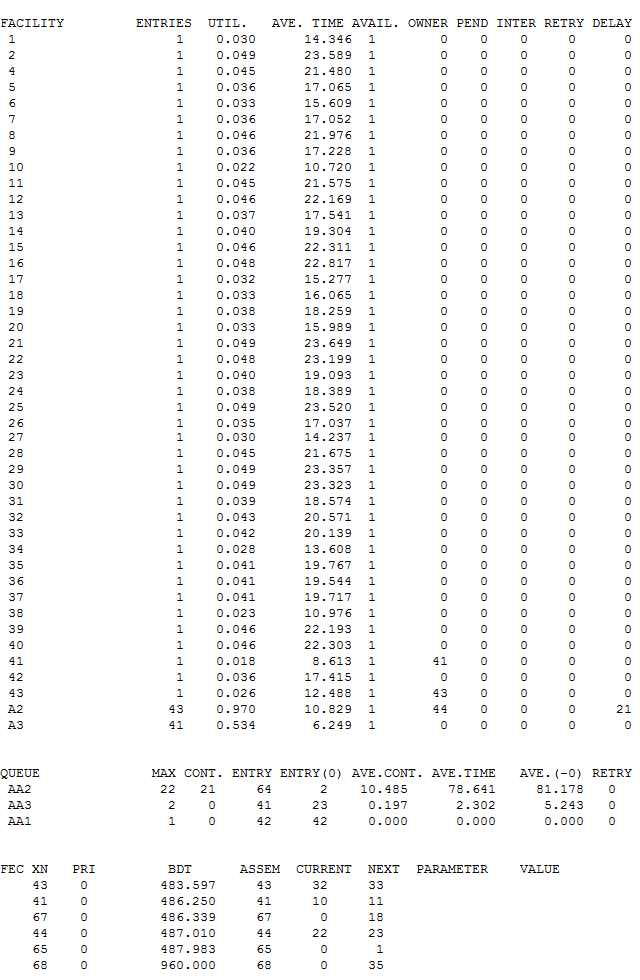 FACILITY ENTRIES UTIL. AVE. TIME AVAIL. OWNER PEND INTER RETRY DELAY
1 1 0.030 14.346 1 0 0 0 0 0
2 1 0.049 23.589 1 0 0 0 0 0
4 1 0.045 21.480 1 0 0 0 0 0
5 1 0.036 17.065 1 0 0 0 0 0
6 1 0.033 15.609 1 0 0 0 0 0
7 1 0.036 17.052 1 0 0 0 0 0
8 1 0.046 21.976 1 0 0 0 0 0
9 1 0.036 17.228 1 0 0 0 0 0
10 1 0.022 10.720 1 0 0 0 0 0
11 1 0.045 21.575 1 0 0 0 0 0
12 1 0.046 22.169 1 0 0 0 0 0
13 1 0.037 17.541 1 0 0 0 0 0
14 1 0.040 19.304 1 0 0 0 0 0
15 1 0.046 22.311 1 0 0 0 0 0
16 1 0.048 22.817 1 0 0 0 0 0
17 1 0.032 15.277 1 0 0 0 0 0
18 1 0.033 16.065 1 0 0 0 0 0
19 1 0.038 18.259 1 0 0 0 0 0
20 1 0.033 15.989 1 0 0 0 0 0
21 1 0.049 23.649 1 0 0 0 0 0
22 1 0.048 23.199 1 0 0 0 0 0
23 1 0.040 19.093 1 0 0 0 0 0
24 1 0.038 18.389 1 0 0 0 0 0
25 1 0.049 23.520 1 0 0 0 0 0
26 1 0.035 17.037 1 0 0 0 0 0
27 1 0.030 14.237 1 0 0 0 0 0
28 1 0.045 21.675 1 0 0 0 0 0
29 1 0.049 23.357 1 0 0 0 0 0
30 1 0.049 23.323 1 0 0 0 0 0
31 1 0.039 18.574 1 0 0 0 0 0
32 1 0.043 20.571 1 0 0 0 0 0
33 1 0.042 20.139 1 0 0 0 0 0
34 1 0.028 13.608 1 0 0 0 0 0
35 1 0.041 19.767 1 0 0 0 0 0
36 1 0.041 19.544 1 0 0 0 0 0
37 1 0.041 19.717 1 0 0 0 0 0
38 1 0.023 10.976 1 0 0 0 0 0
39 1 0.046 22.193 1 0 0 0 0 0
40 1 0.046 22.303 1 0 0 0 0 0
41 1 0.018 8.613 1 41 0 0 0 0
42 1 0.036 17.415 1 0 0 0 0 0
43 1 0.026 12.488 1 43 0 0 0 0
A2 43 0.970 10.829 1 44 0 0 0 21
A3 41 0.534 6.249 1 0 0 0 0 0
QUEUE MAX CONT. ENTRY ENTRY(0) AVE.CONT. AVE.TIME AVE.(-0) RETRY
AA2 22 21 64 2 10.485 78.641 81.178 0
AA3 2 0 41 23 0.197 2.302 5.243 0
AA1 1 0 42 42 0.000 0.000 0.000 0
FEC XN PRI BDT ASSEM CURRENT NEXT PARAMETER VALUE
43 0 483.597 43 32 33
41 0 486.250 41 10 11
67 0 486.339 67 0 18
44 0 487.010 44 22 23
65 0 487.983 65 0 1
68 0 960.000 68 0 35